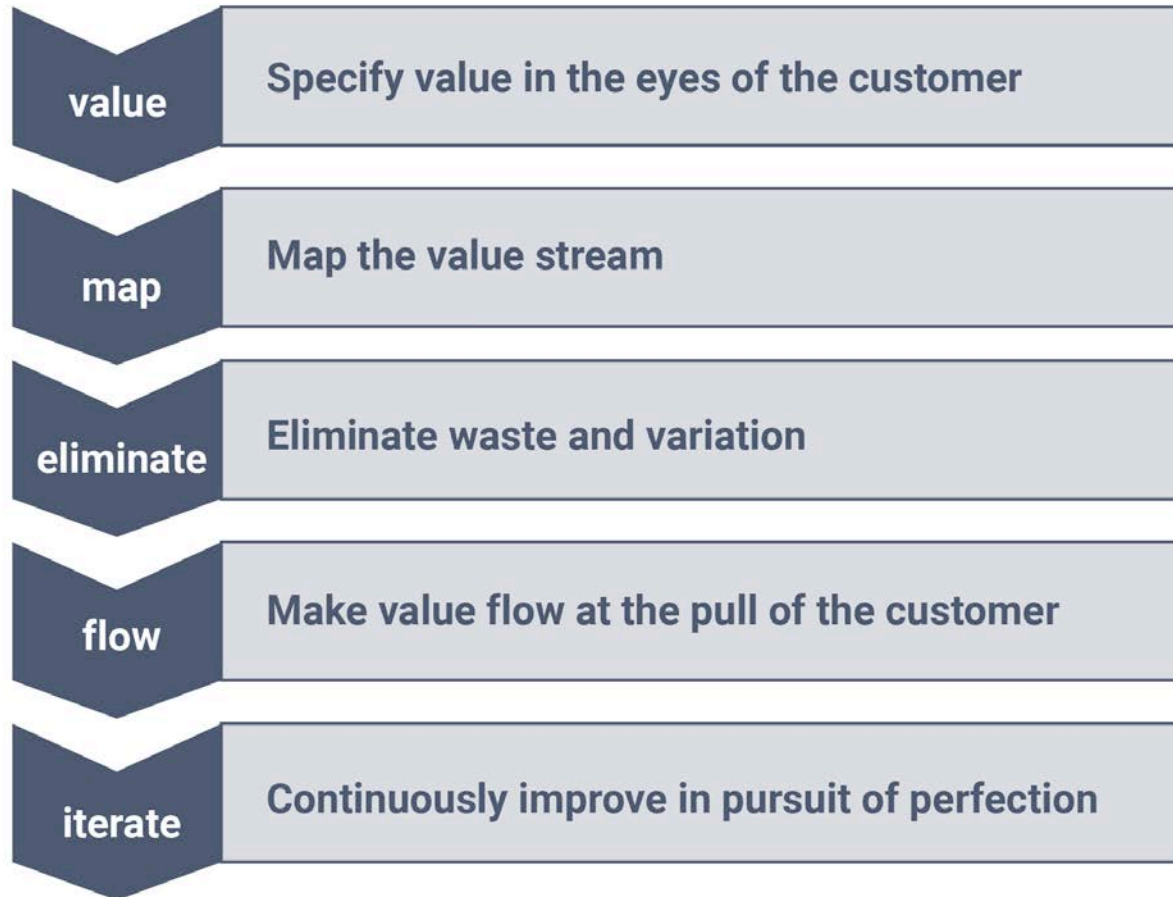 value
Specify value in the eyes of the customer
map
Map the value stream
eliminate
Eliminate waste and variation
flow
Make value flow at the pull of the customer
iterate
Continuously improve in pursuit of perfection